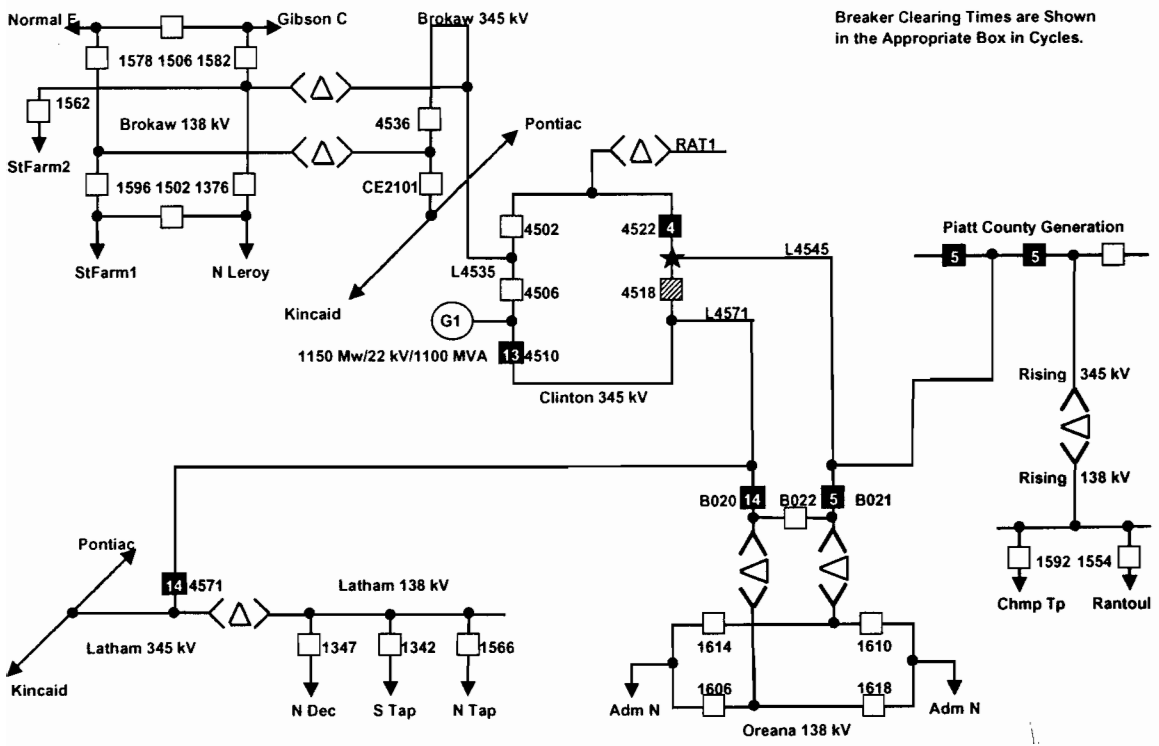 Normal E
Gibson C
Brokaw 345 kV
Breaker Clearing Times are Shown
in the Appropriate Box in Cycles.
1578 1506 1582
1562
Brokaw 138 kV
4536
Pontiac
RAT1
StFarm2
1596 1502 1376
CE2101
4502
4522 4
Piatt County Generation
5 5
StFarm1
N Leroy
L4535
L4545
4506
4518
Kincaid
G1
L4571
1150 Mw/22 kV/1100 MVA
13 4510
Clinton 345 kV
Rising 345 kV
Rising 138 kV
B020 14 B022 5 B021
Pontiac
14 4571
Latham 138 kV
1592 1554
Chmp Tp
Rantoul
Latham 345 kV
1347
1342
1566
1614
1610
Kincaid
N Dec
S Tap
N Tap
1606
1618
Adm N
Adm N
Oreana 138 kV